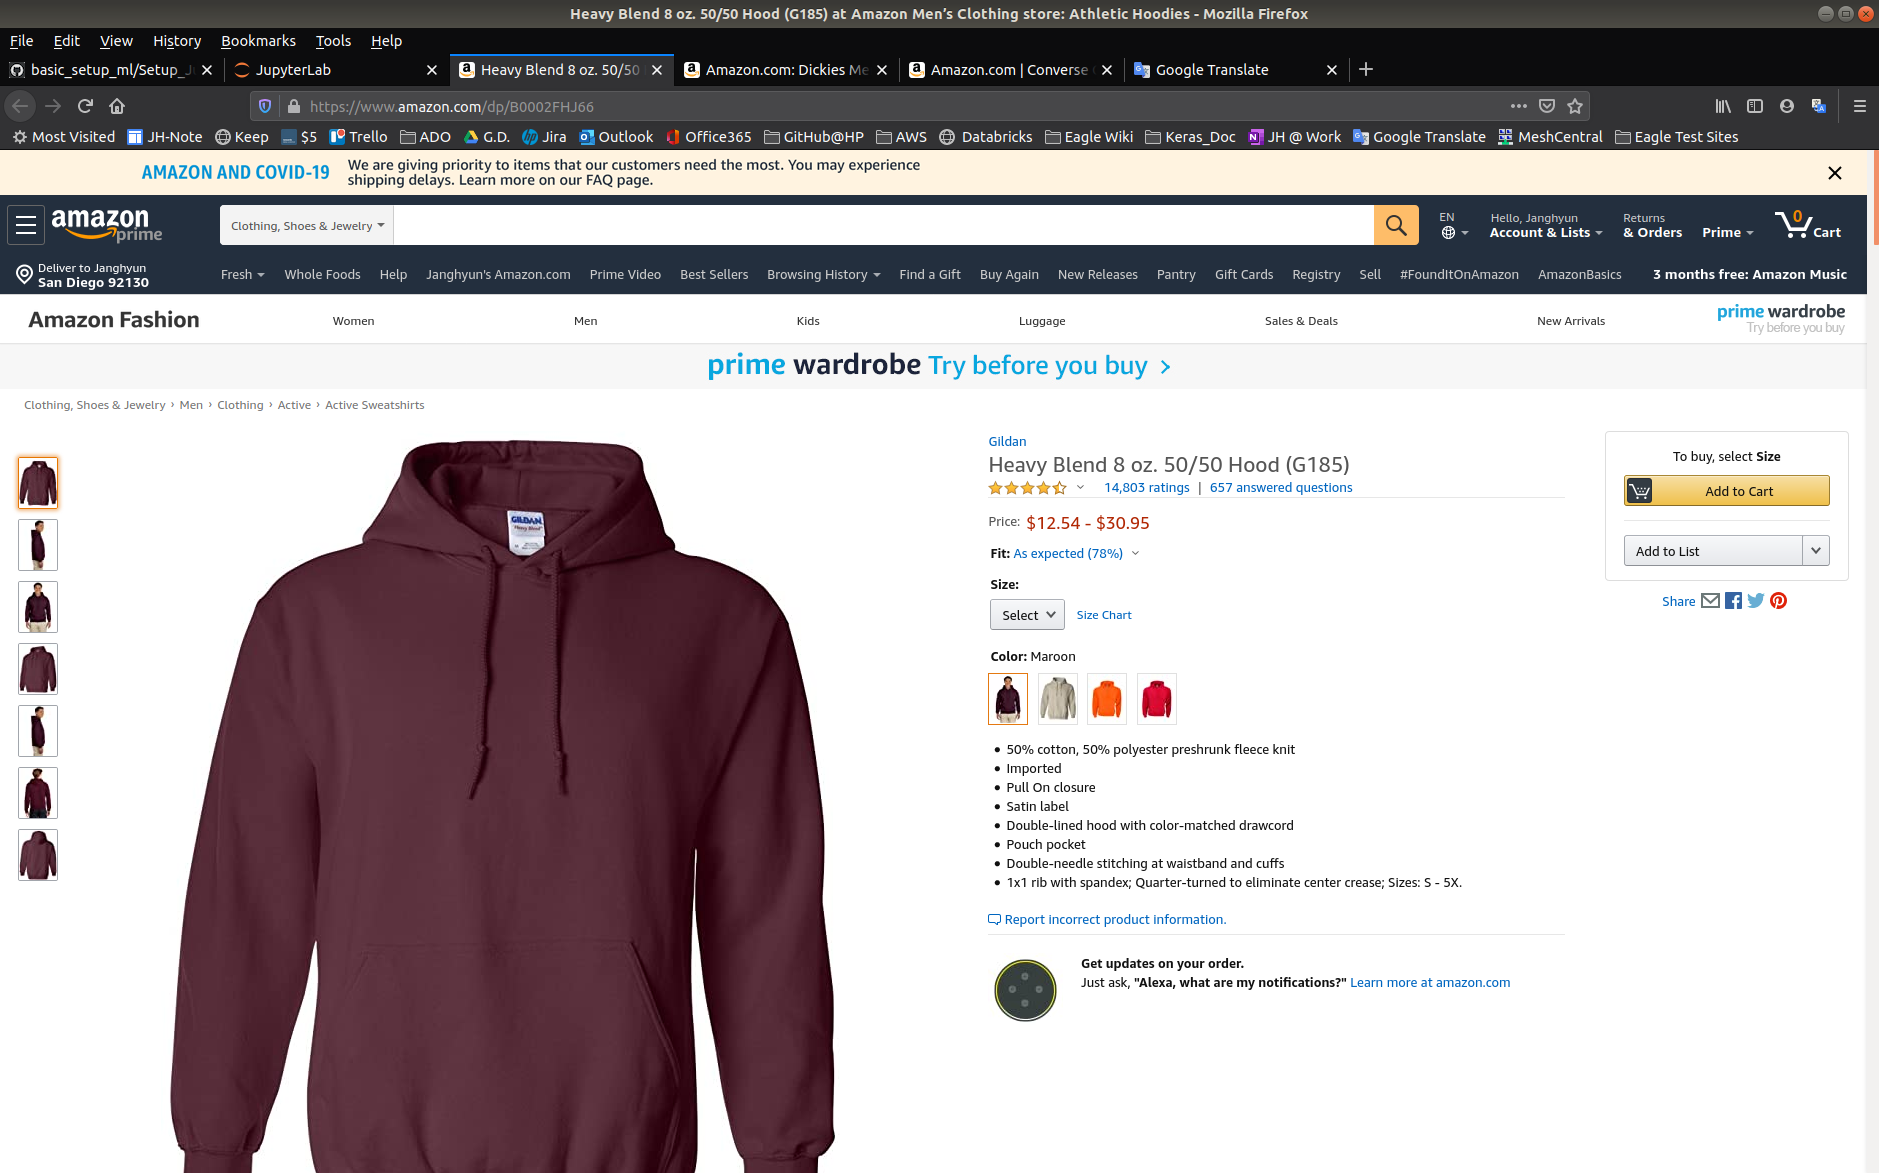 Heavy Blend 8 oz. 50/50 Hood (G185) at Amazon Men's Clothing store: Athletic Hoodies - Mozilla Firefox
File Edit View History Bookmarks Tools Help
basic_setup_ml/Setup_J JupyterLab Heavy Blend 8 oz. 50/50 Amazon.com: Dickies Me Amazon.com | Converse Google Translate
https://www.amazon.com/dp/B0002FHJ66
Most Visited JH-Note Keep $5 Trello ADO G.D. Jira Outlook Office365 GitHub@HP AWS Databricks Eagle Wiki Keras_Doc JH @ Work Google Translate MeshCentral Eagle Test Sites
AMAZON AND COVID-19
We are giving priority to items that our customers need the most. You may experience
shipping delays. Learn more on our FAQ page.
amazon
prime
Clothing, Shoes & Jewelry
EN
Hello, Janghyun
Account & Lists
Returns
& Orders
Prime
0
Cart
Deliver to Janghyun
San Diego 92130
Fresh Whole Foods Help Janghyun's Amazon.com Prime Video Best Sellers Browsing History Find a Gift Buy Again New Releases Pantry Gift Cards Registry Sell #FoundItOnAmazon AmazonBasics 3 months free: Amazon Music
Amazon Fashion Women Men Kids Luggage Sales & Deals New Arrivals
prime wardrobe
Try before you buy
prime wardrobe Try before you buy ›
Clothing, Shoes & Jewelry › Men › Clothing › Active › Active Sweatshirts
GILDAN
Heavy Blend
Gildan
Heavy Blend 8 oz. 50/50 Hood (G185)
14,803 ratings | 657 answered questions
Price: $12.54 - $30.95
Fit: As expected (78%)
Size:
Select Size Chart
Color: Maroon
• 50% cotton, 50% polyester preshrunk fleece knit
• Imported
• Pull On closure
• Satin label
• Double-lined hood with color-matched drawcord
• Pouch pocket
• Double-needle stitching at waistband and cuffs
• 1x1 rib with spandex; Quarter-turned to eliminate center crease; Sizes: S - 5X.
Report incorrect product information.
Get updates on your order.
Just ask, "Alexa, what are my notifications?" Learn more at amazon.com
To buy, select Size
Add to Cart
Add to List
Share